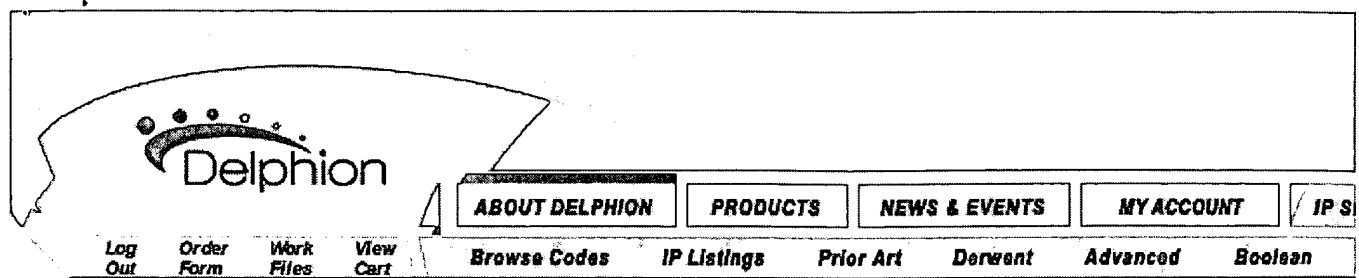 Delphion
ABOUT DELPHION PRODUCTS NEWS & EVENTS MY ACCOUNT IP S
Log Out Order Form Work Files View Cart Browse Codes IP Listings Prior Art Derwent Advanced Boolean